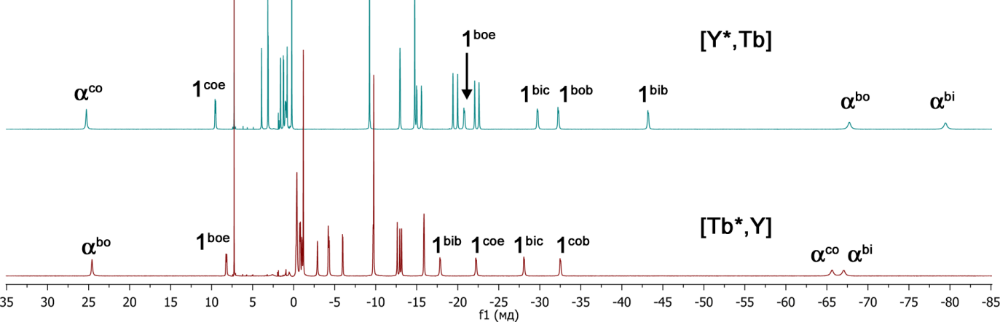 1ᵇᵒᵉ
[Y*,Tb]
αᶜᵒ 1ᶜᵒᵉ 1ᵇⁱᶜ 1ᵇᵒᵇ 1ᵇⁱᵇ αᵇᵒ αᵇⁱ
[Tb*,Y]
αᵇᵒ 1ᵇᵒᵉ 1ᵇⁱᵇ 1ᶜᵒᵉ 1ᵇⁱᶜ 1ᶜᵒᵇ αᶜᵒ αᵇⁱ
35 30 25 20 15 10 5 0 -5 -10 -15 -20 -25 -30 -35 -40 -45 -50 -55 -60 -65 -70 -75 -80 -85
f1 (мд)